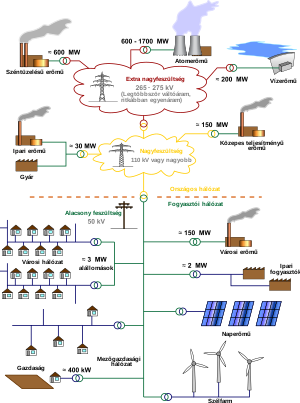 600 - 1700 MW
≈ 600 MW
Atomerőmű
Széntüzelésű erőmű
Extra nagyfeszültség
265 - 275 kV
(Legtöbbször váltóáram,
ritkábban egyenáram)
≈ 200 MW
Vízerőmű
≈ 150 MW
Közepes teljesítményű
erőmű
Ipari erőmű
≈ 30 MW
Gyár
Nagyfeszültség
110 kV vagy nagyobb
Országos hálózat
Fogyasztói hálózat
Alacsony feszültség
50 kV
≈ 150 MW
Városi erőmű
Városi hálózat
≈ 3 MW
alállomások
≈ 2 MW
Ipari
fogyasztók
Naperőmű
Mezőgazdasági
hálózat
Gazdaság
≈ 400 kW
Szélfarm